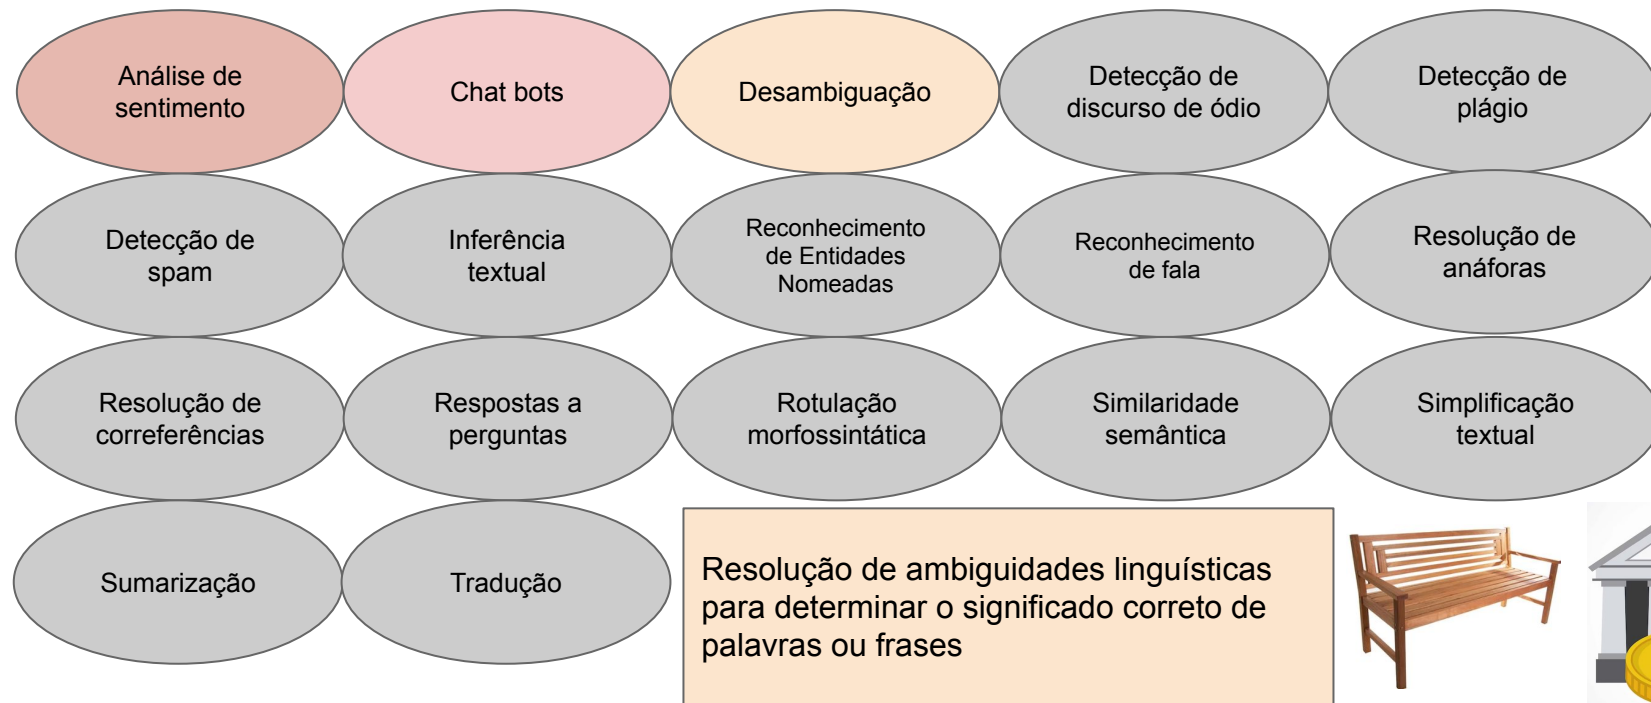 Análise de
sentimento
Chat bots
Desambiguação
Detecção de
discurso de ódio
Detecção de
plágio
Detecção de
spam
Inferência
textual
Reconhecimento
de Entidades
Nomeadas
Reconhecimento
de fala
Resolução de
anáforas
Resolução de
correferências
Respostas a
perguntas
Rotulação
morfossintática
Similaridade
semântica
Simplificação
textual
Sumarização
Tradução
Resolução de ambiguidades linguísticas
para determinar o significado correto de
palavras ou frases